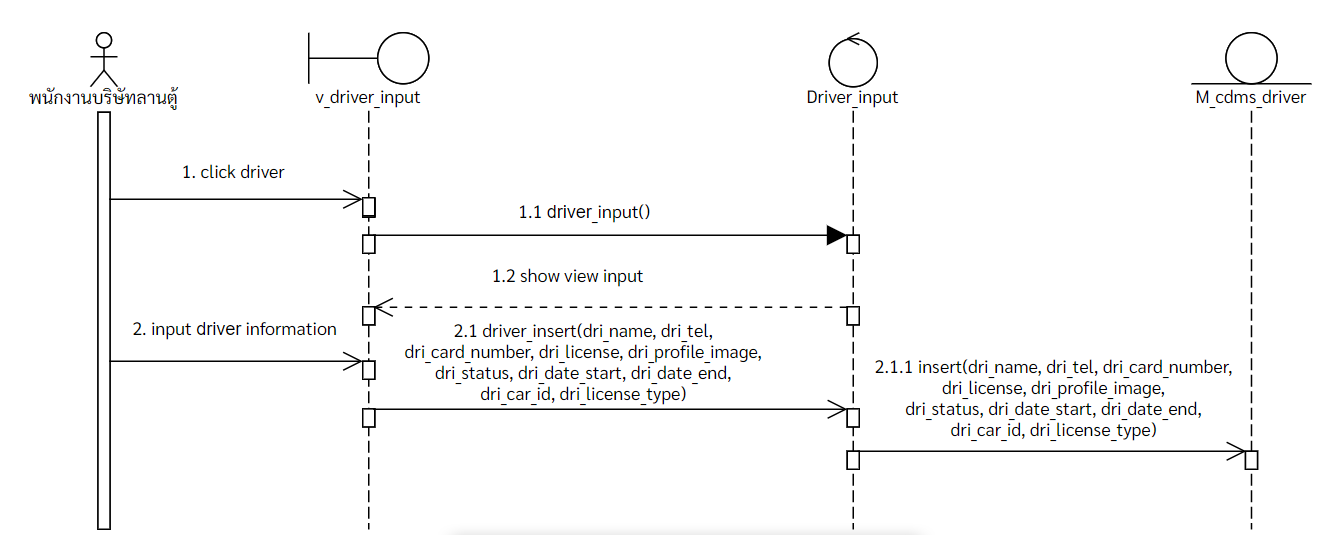 พนักงานบริษัทลานตู้
v_driver_input
Driver_input
M_cdms_driver
1. click driver
1.1 driver_input()
1.2 show view input
2. input driver information
2.1 driver_insert(dri_name, dri_tel,
dri_card_number, dri_license, dri_profile_image,
dri_status, dri_date_start, dri_date_end,
dri_car_id, dri_license_type)
2.1.1 insert(dri_name, dri_tel, dri_card_number,
dri_license, dri_profile_image,
dri_status, dri_date_start, dri_date_end,
dri_car_id, dri_license_type)